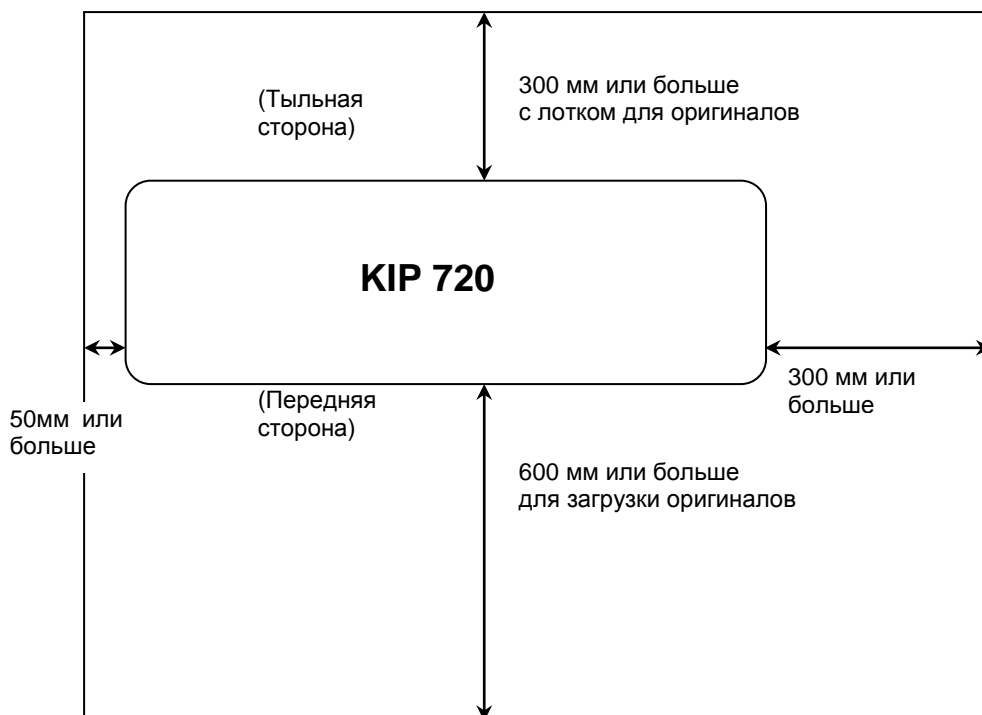 (Тыльная
сторона)
300 мм или больше
с лотком для оригиналов
KIP 720
(Передняя
сторона)
50мм или
больше
300 мм или
больше
600 мм или больше
для загрузки оригиналов